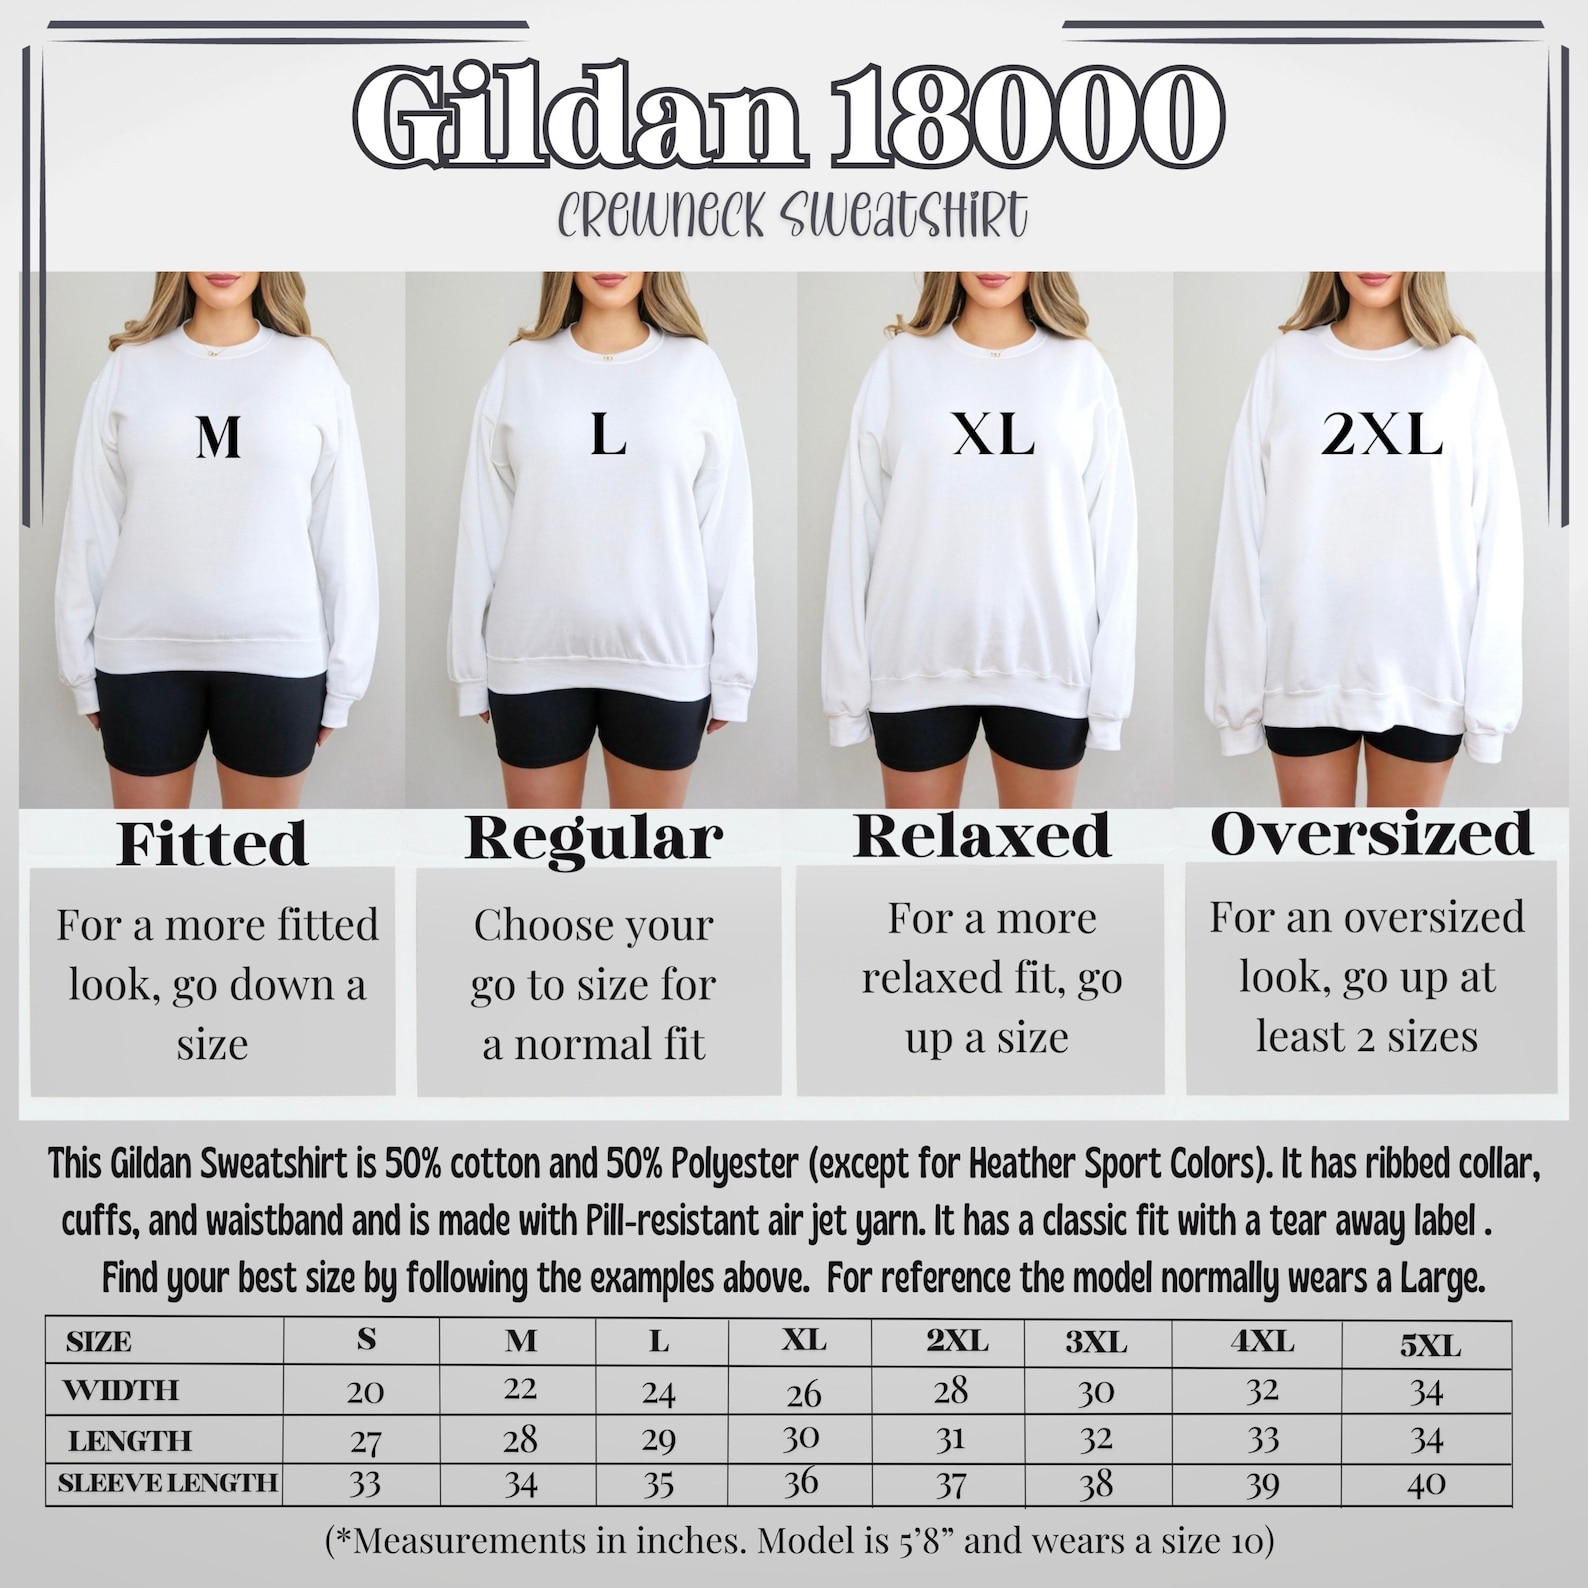 Gildan 18000
CREWNECK SWEATSHIRT
M
L
XL
2XL
Fitted
For a more fitted
look, go down a
size
Regular
Choose your
go to size for
a normal fit
Relaxed
For a more
relaxed fit, go
up a size
Oversized
For an oversized
look, go up at
least 2 sizes
This Gildan Sweatshirt is 50% cotton and 50% Polyester (except for Heather Sport Colors). It has ribbed collar,
cuffs, and waistband and is made with Pill-resistant air jet yarn. It has a classic fit with a tear away label .
Find your best size by following the examples above. For reference the model normally wears a Large.
SIZE S M L XL 2XL 3XL 4XL 5XL
WIDTH 20 22 24 26 28 30 32 34
LENGTH 27 28 29 30 31 32 33 34
SLEEVE LENGTH 33 34 35 36 37 38 39 40
(*Measurements in inches. Model is 5’8” and wears a size 10)